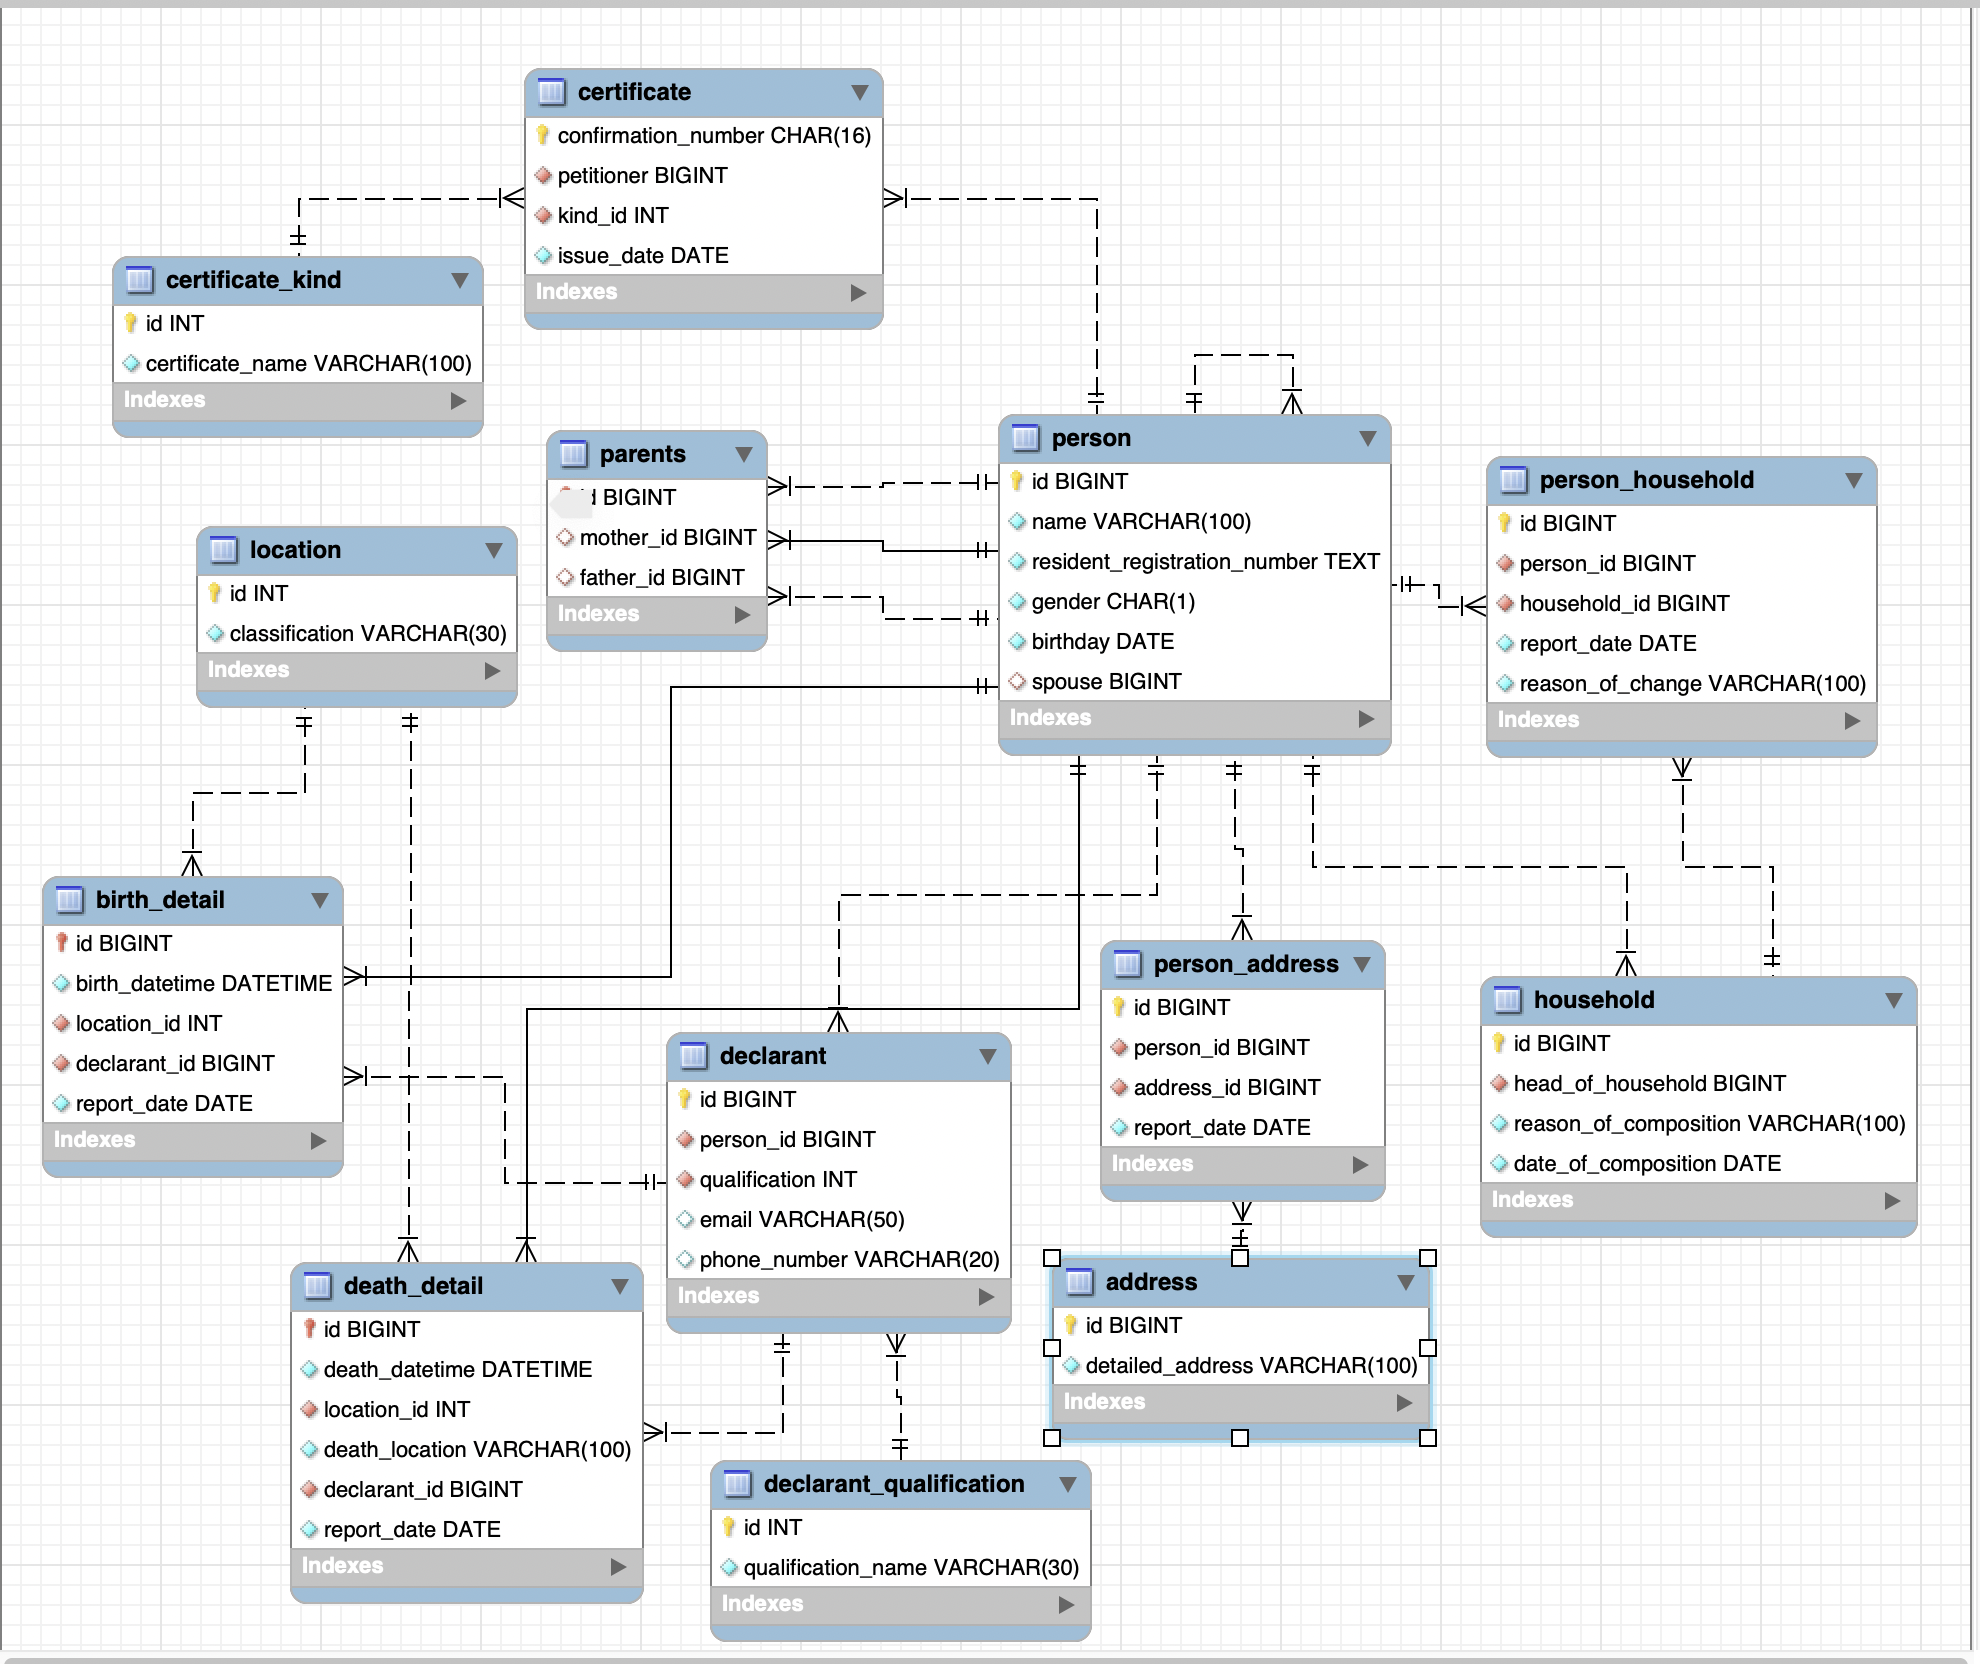 certificate
confirmation_number CHAR(16)
petitioner BIGINT
kind_id INT
issue_date DATE
Indexes
certificate_kind
id INT
certificate_name VARCHAR(100)
Indexes
parents
BIGINT
mother_id BIGINT
father_id BIGINT
Indexes
person
id BIGINT
name VARCHAR(100)
resident_registration_number TEXT
gender CHAR(1)
birthday DATE
spouse BIGINT
Indexes
person_household
id BIGINT
person_id BIGINT
household_id BIGINT
report_date DATE
reason_of_change VARCHAR(100)
Indexes
location
id INT
classification VARCHAR(30)
Indexes
birth_detail
id BIGINT
birth_datetime DATETIME
location_id INT
declarant_id BIGINT
report_date DATE
Indexes
declarant
id BIGINT
person_id BIGINT
qualification INT
email VARCHAR(50)
phone_number VARCHAR(20)
Indexes
person_address
id BIGINT
person_id BIGINT
address_id BIGINT
report_date DATE
Indexes
household
id BIGINT
head_of_household BIGINT
reason_of_composition VARCHAR(100)
date_of_composition DATE
Indexes
death_detail
id BIGINT
death_datetime DATETIME
location_id INT
death_location VARCHAR(100)
declarant_id BIGINT
report_date DATE
Indexes
address
id BIGINT
detailed_address VARCHAR(100)
Indexes
declarant_qualification
id INT
qualification_name VARCHAR(30)
Indexes